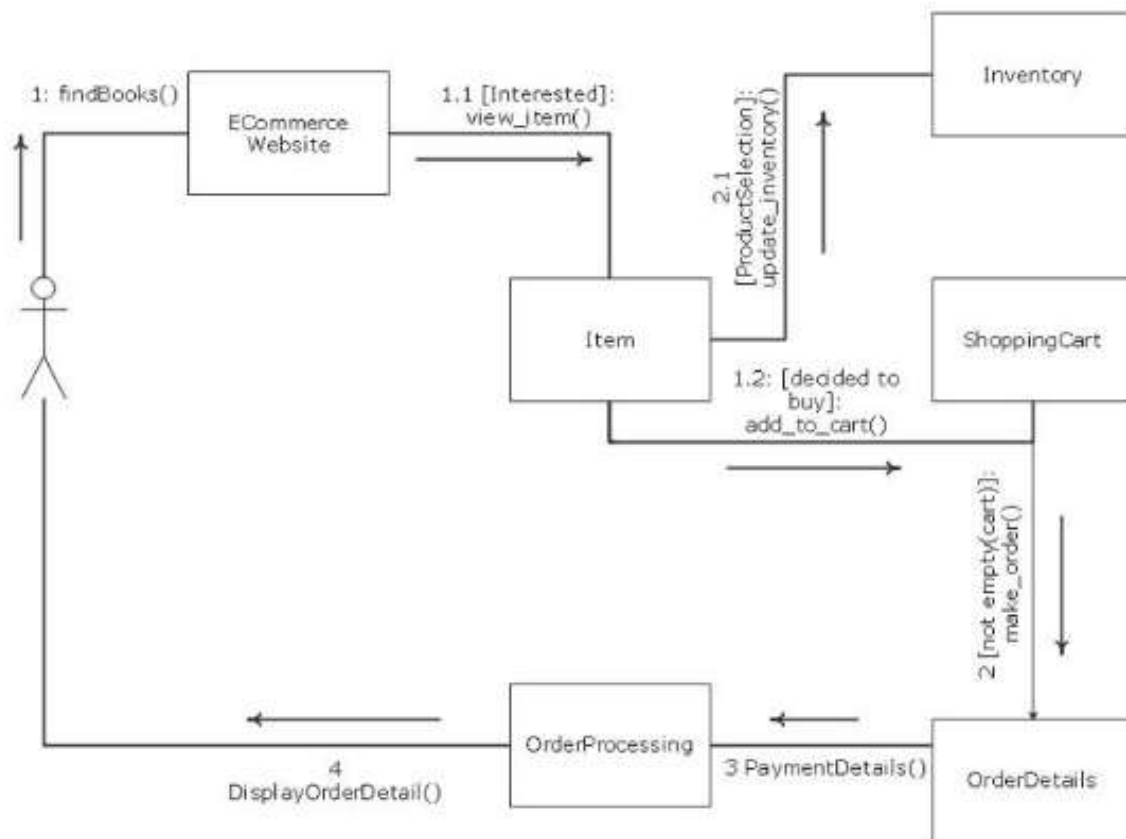 1: findBooks()
ECommerce
Website
1.1 [Interested]:
view_item()
2.1
[ProductSelection]:
update_inventory()
Inventory
Item
ShoppingCart
1.2: [decided to
buy]:
add_to_cart()
2 [not empty(cart)]:
make_order()
4
DisplayOrderDetail()
OrderProcessing
3 PaymentDetails()
OrderDetails